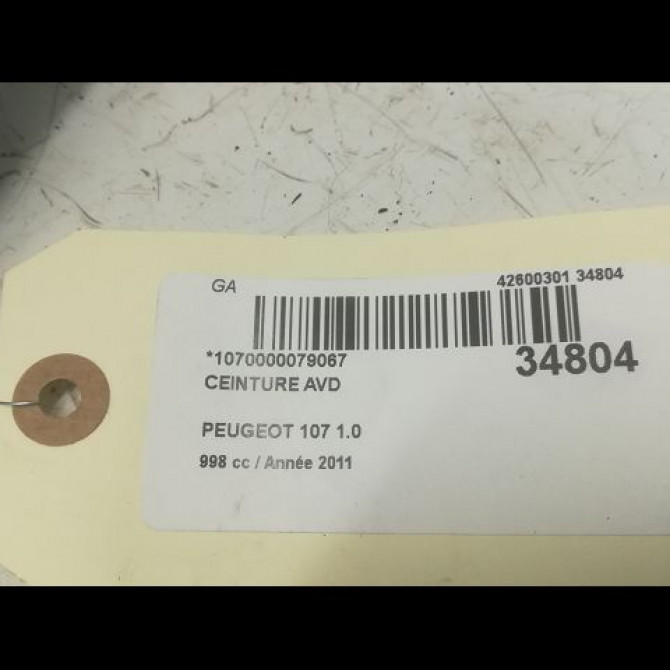 GA 42600301 34804
*1070000079067 34804
CEINTURE AVD
PEUGEOT 107 1.0
998 cc / Année 2011